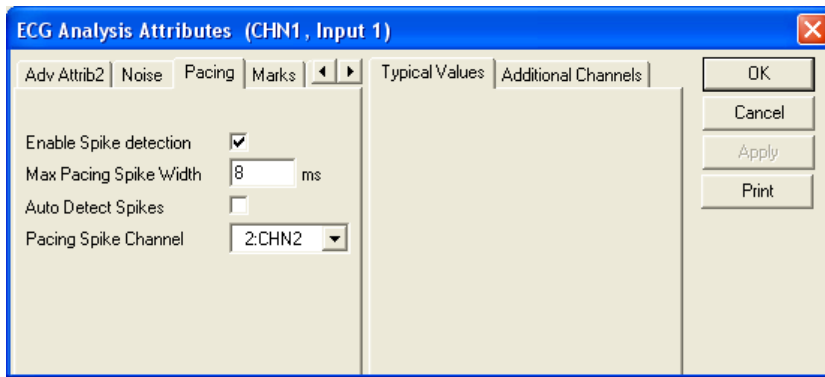 ECG Analysis Attributes (CHN1, Input 1)
Adv Attrib2 Noise Pacing Marks
Typical Values Additional Channels
OK
Cancel
Apply
Print
Enable Spike detection
Max Pacing Spike Width 8 ms
Auto Detect Spikes
Pacing Spike Channel 2:CHN2